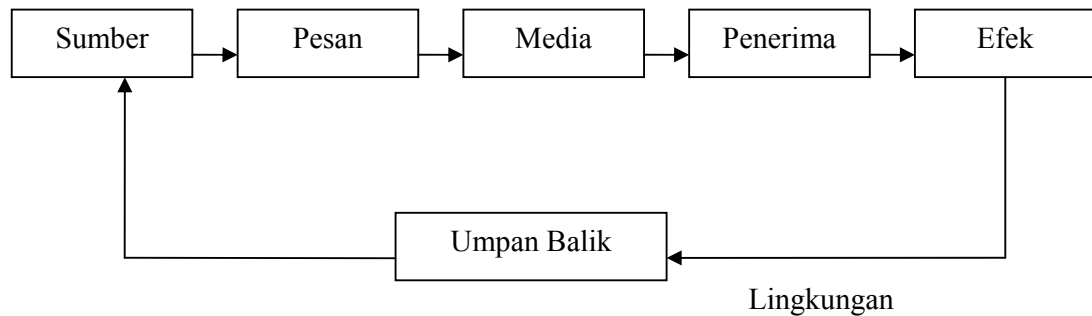 Sumber
Pesan
Media
Penerima
Efek
Umpan Balik
Lingkungan